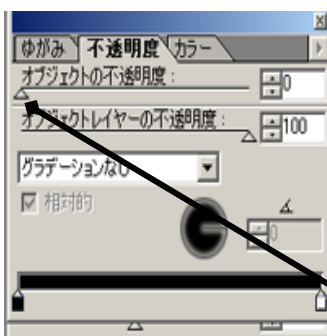 ゆがみ 不透明度 カラー
オブジェクトの不透明度: 0
オブジェクトレイヤーの不透明度: 100
グラデーションなし
相対的
0